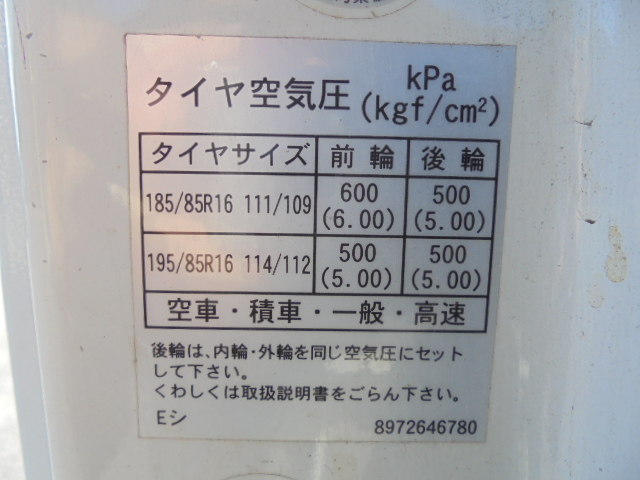 タイヤ空気圧 kPa (kgf/cm²)
タイヤサイズ 前輪 後輪
185/85R16 111/109 600 (6.00) 500 (5.00)
195/85R16 114/112 500 (5.00) 500 (5.00)
空車・積車・一般・高速
後輪は、内輪・外輪を同じ空気圧にセット
して下さい。
くわしくは取扱説明書をごらん下さい。
Eシ 8972646780